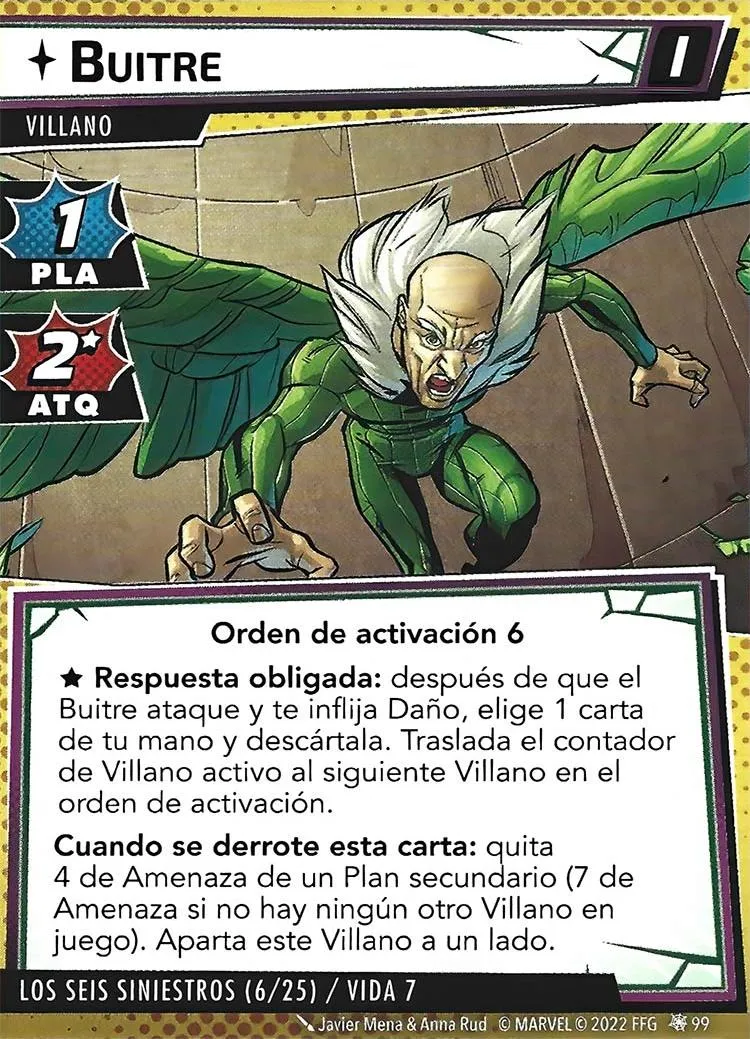 BUITRE
I
VILLANO
1
PLA
2★
ATQ
Orden de activación 6
★ Respuesta obligada: después de que el
Buitre ataque y te inflija Daño, elige 1 carta
de tu mano y descártala. Traslada el contador
de Villano activo al siguiente Villano en el
orden de activación.
Cuando se derrote esta carta: quita
4 de Amenaza de un Plan secundario (7 de
Amenaza si no hay ningún otro Villano en
juego). Aparta este Villano a un lado.
LOS SEIS SINIESTROS (6/25) / VIDA 7
Javier Mena & Anna Rud © MARVEL © 2022 FFG 99